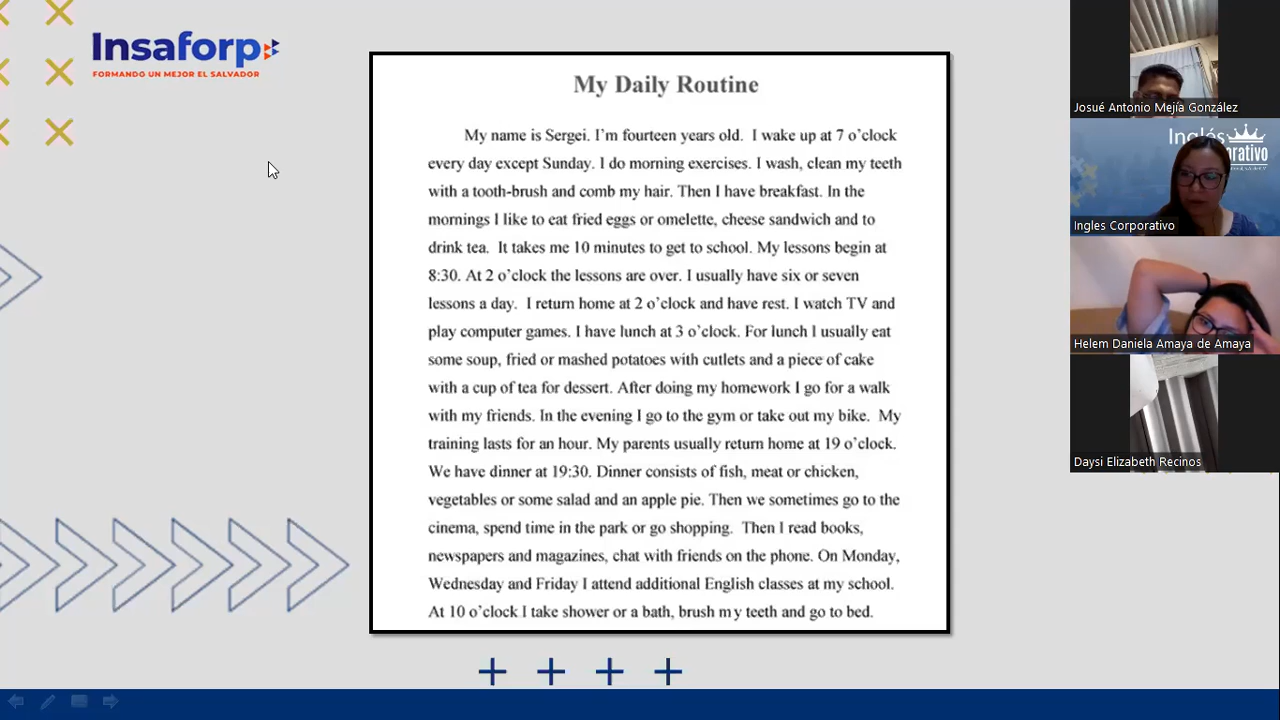 Insaforp
FORMANDO UN MEJOR EL SALVADOR
My Daily Routine
My name is Sergei. I'm fourteen years old. I wake up at 7 o'clock
every day except Sunday. I do morning exercises. I wash, clean my teeth
with a tooth-brush and comb my hair. Then I have breakfast. In the
mornings I like to eat fried eggs or omelette, cheese sandwich and to
drink tea. It takes me 10 minutes to get to school. My lessons begin at
8:30. At 2 o'clock the lessons are over. I usually have six or seven
lessons a day. I return home at 2 o'clock and have rest. I watch TV and
play computer games. I have lunch at 3 o'clock. For lunch I usually eat
some soup, fried or mashed potatoes with cutlets and a piece of cake
with a cup of tea for dessert. After doing my homework I go for a walk
with my friends. In the evening I go to the gym or take out my bike. My
training lasts for an hour. My parents usually return home at 19 o'clock.
We have dinner at 19:30. Dinner consists of fish, meat or chicken,
vegetables or some salad and an apple pie. Then we sometimes go to the
cinema, spend time in the park or go shopping. Then I read books,
newspapers and magazines, chat with friends on the phone. On Monday,
Wednesday and Friday I attend additional English classes at my school.
At 10 o'clock I take shower or a bath, brush my teeth and go to bed.
Josué Antonio Mejía González
Inglés
Ingles Corporativo
Helem Daniela Amaya de Amaya
Daysi Elizabeth Recinos